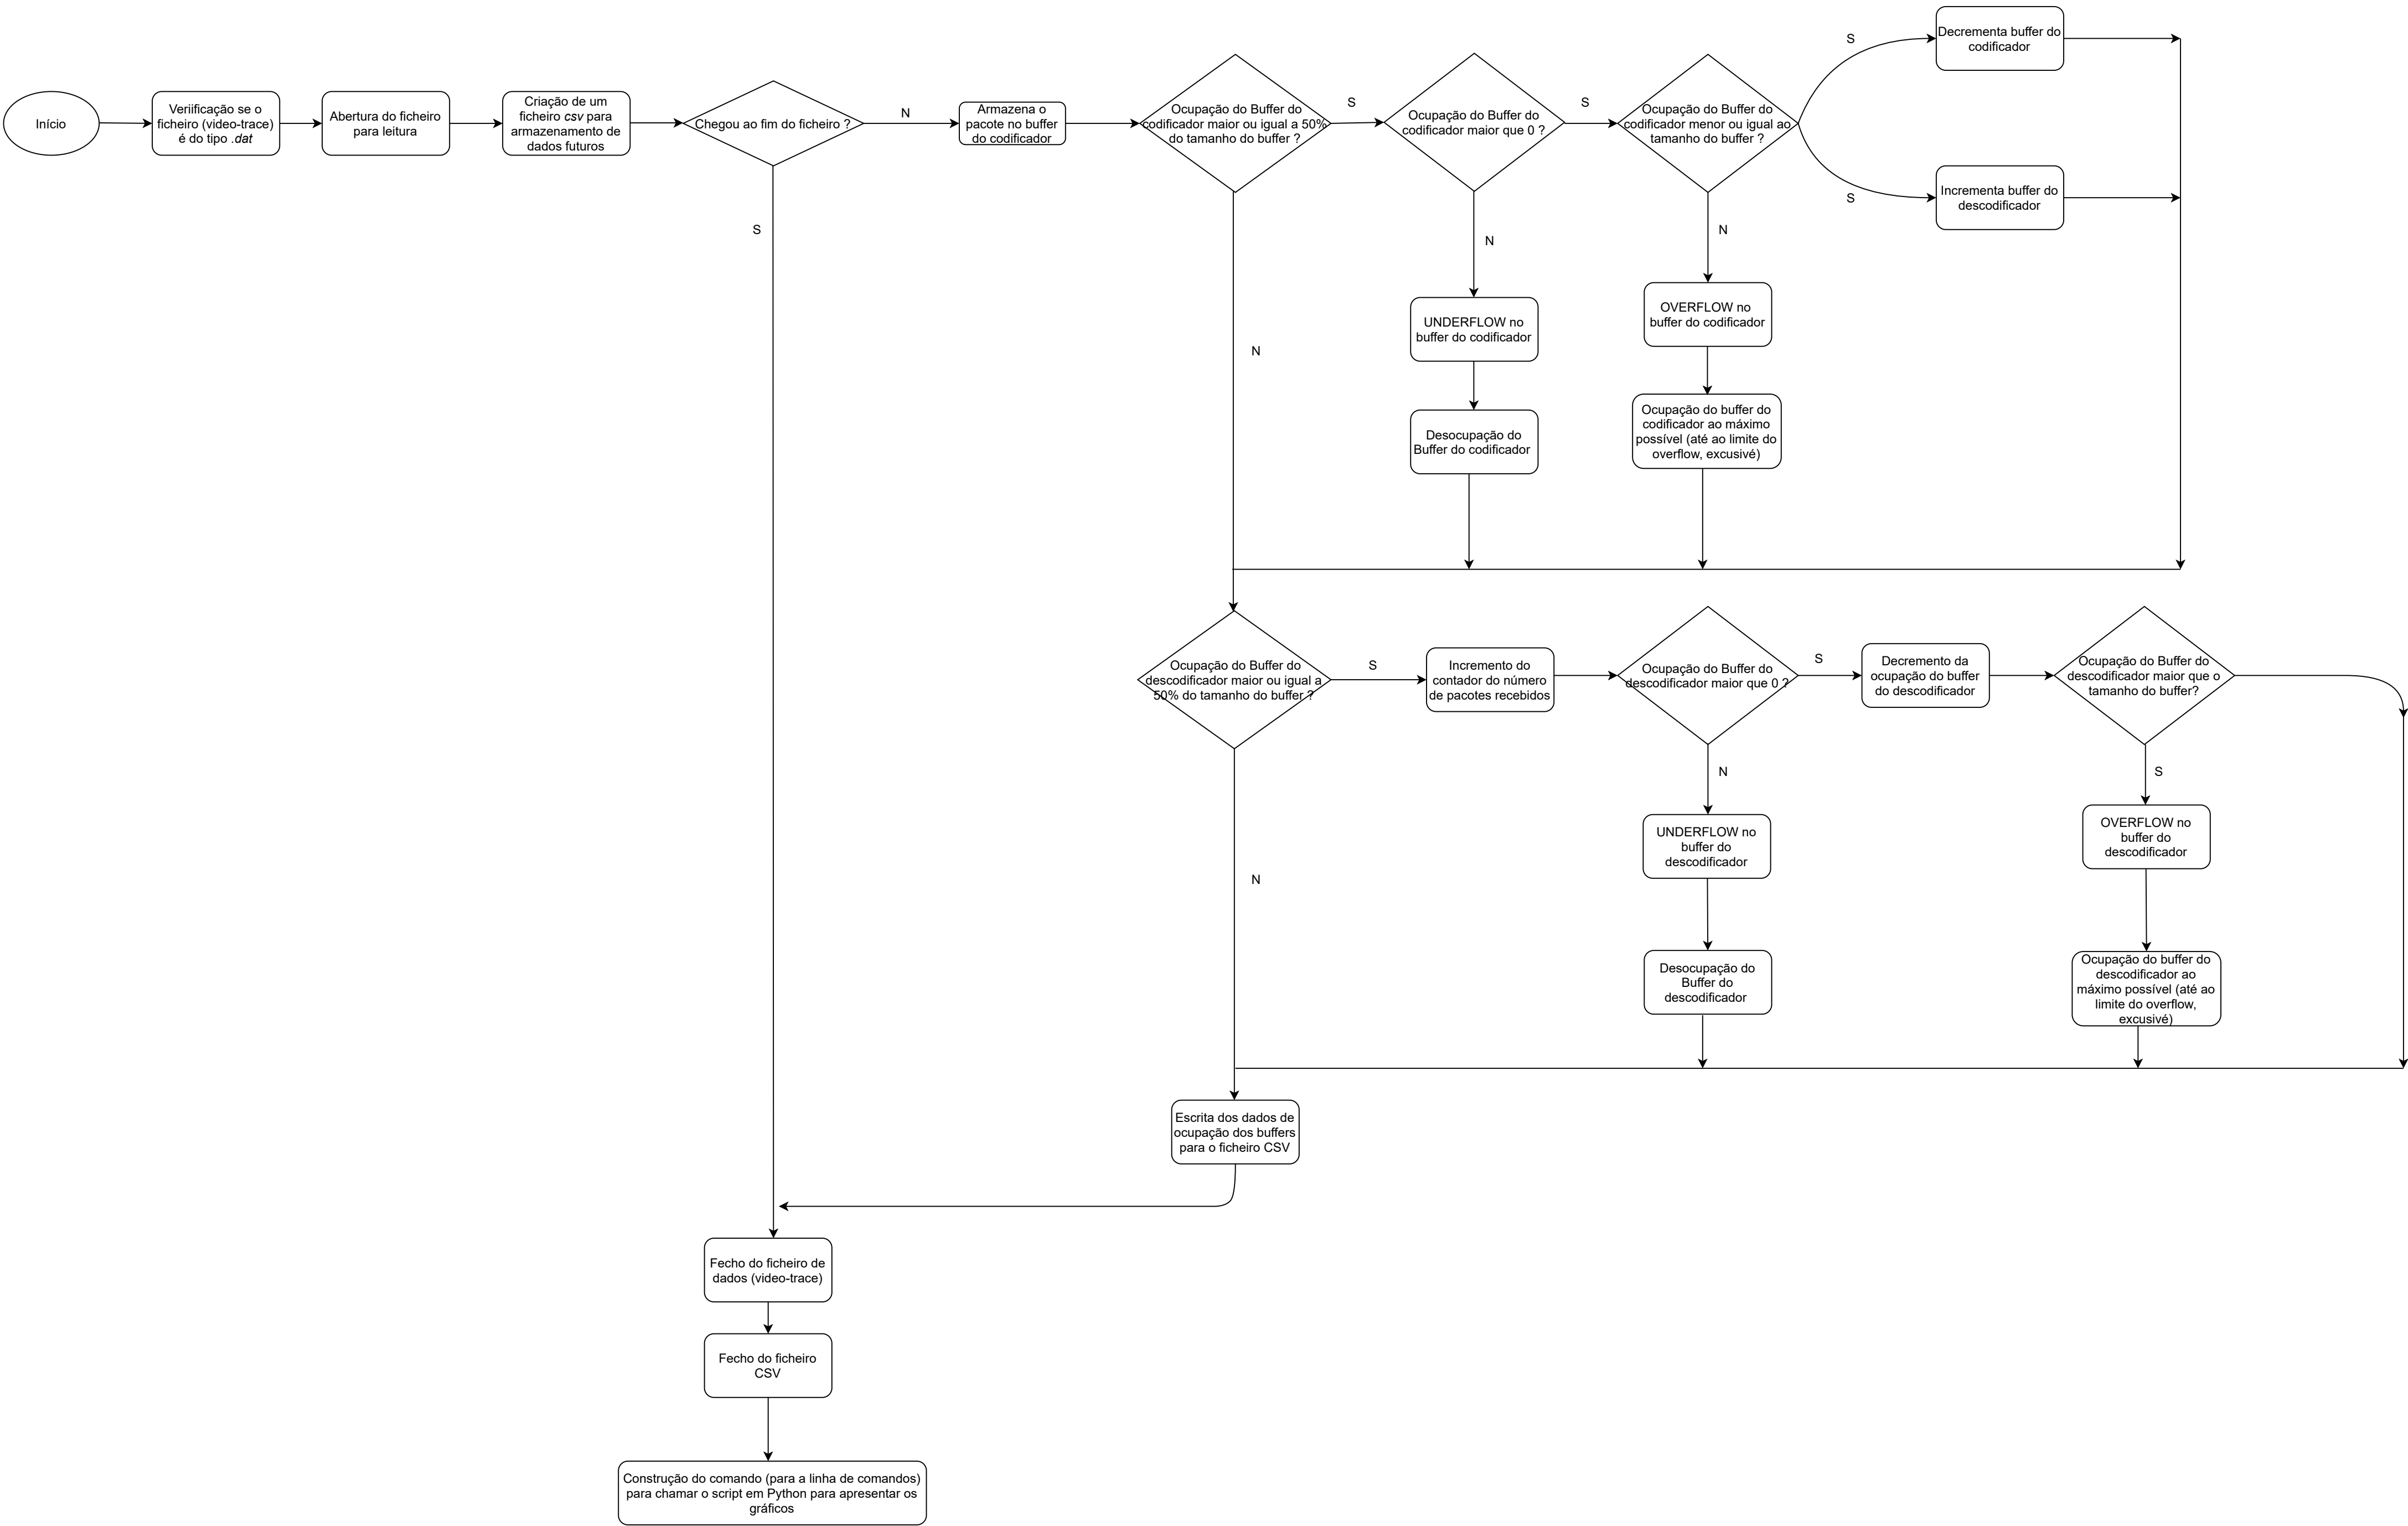 Início
Veriificação se o
ficheiro (video-trace)
é do tipo .dat
Abertura do ficheiro
para leitura
Criação de um
ficheiro csv para
armazenamento de
dados futuros
Chegou ao fim do ficheiro ?
N
S
Armazena o
pacote no buffer
do codificador
Ocupação do Buffer do
codificador maior ou igual a 50%
do tamanho do buffer ?
S
N
Ocupação do Buffer do
codificador maior que 0 ?
S
N
Ocupação do Buffer do
codificador menor ou igual ao
tamanho do buffer ?
S
S
N
Decrementa buffer do
codificador
Incrementa buffer do
descodificador
UNDERFLOW no
buffer do codificador
Desocupação do
Buffer do codificador
OVERFLOW no
buffer do codificador
Ocupação do buffer do
codificador ao máximo
possível (até ao limite do
overflow, excusivé)
Ocupação do Buffer do
descodificador maior ou igual a
50% do tamanho do buffer ?
S
N
Incremento do
contador do número
de pacotes recebidos
Ocupação do Buffer do
descodificador maior que 0 ?
S
N
Decremento da
ocupação do buffer
do descodificador
Ocupação do Buffer do
descodificador maior que o
tamanho do buffer?
S
UNDERFLOW no
buffer do
descodificador
Desocupação do
Buffer do
descodificador
OVERFLOW no
buffer do
descodificador
Ocupação do buffer do
descodificador ao
máximo possível (até ao
limite do overflow,
excusivé)
Escrita dos dados de
ocupação dos buffers
para o ficheiro CSV
Fecho do ficheiro de
dados (video-trace)
Fecho do ficheiro
CSV
Construção do comando (para a linha de comandos)
para chamar o script em Python para apresentar os
gráficos